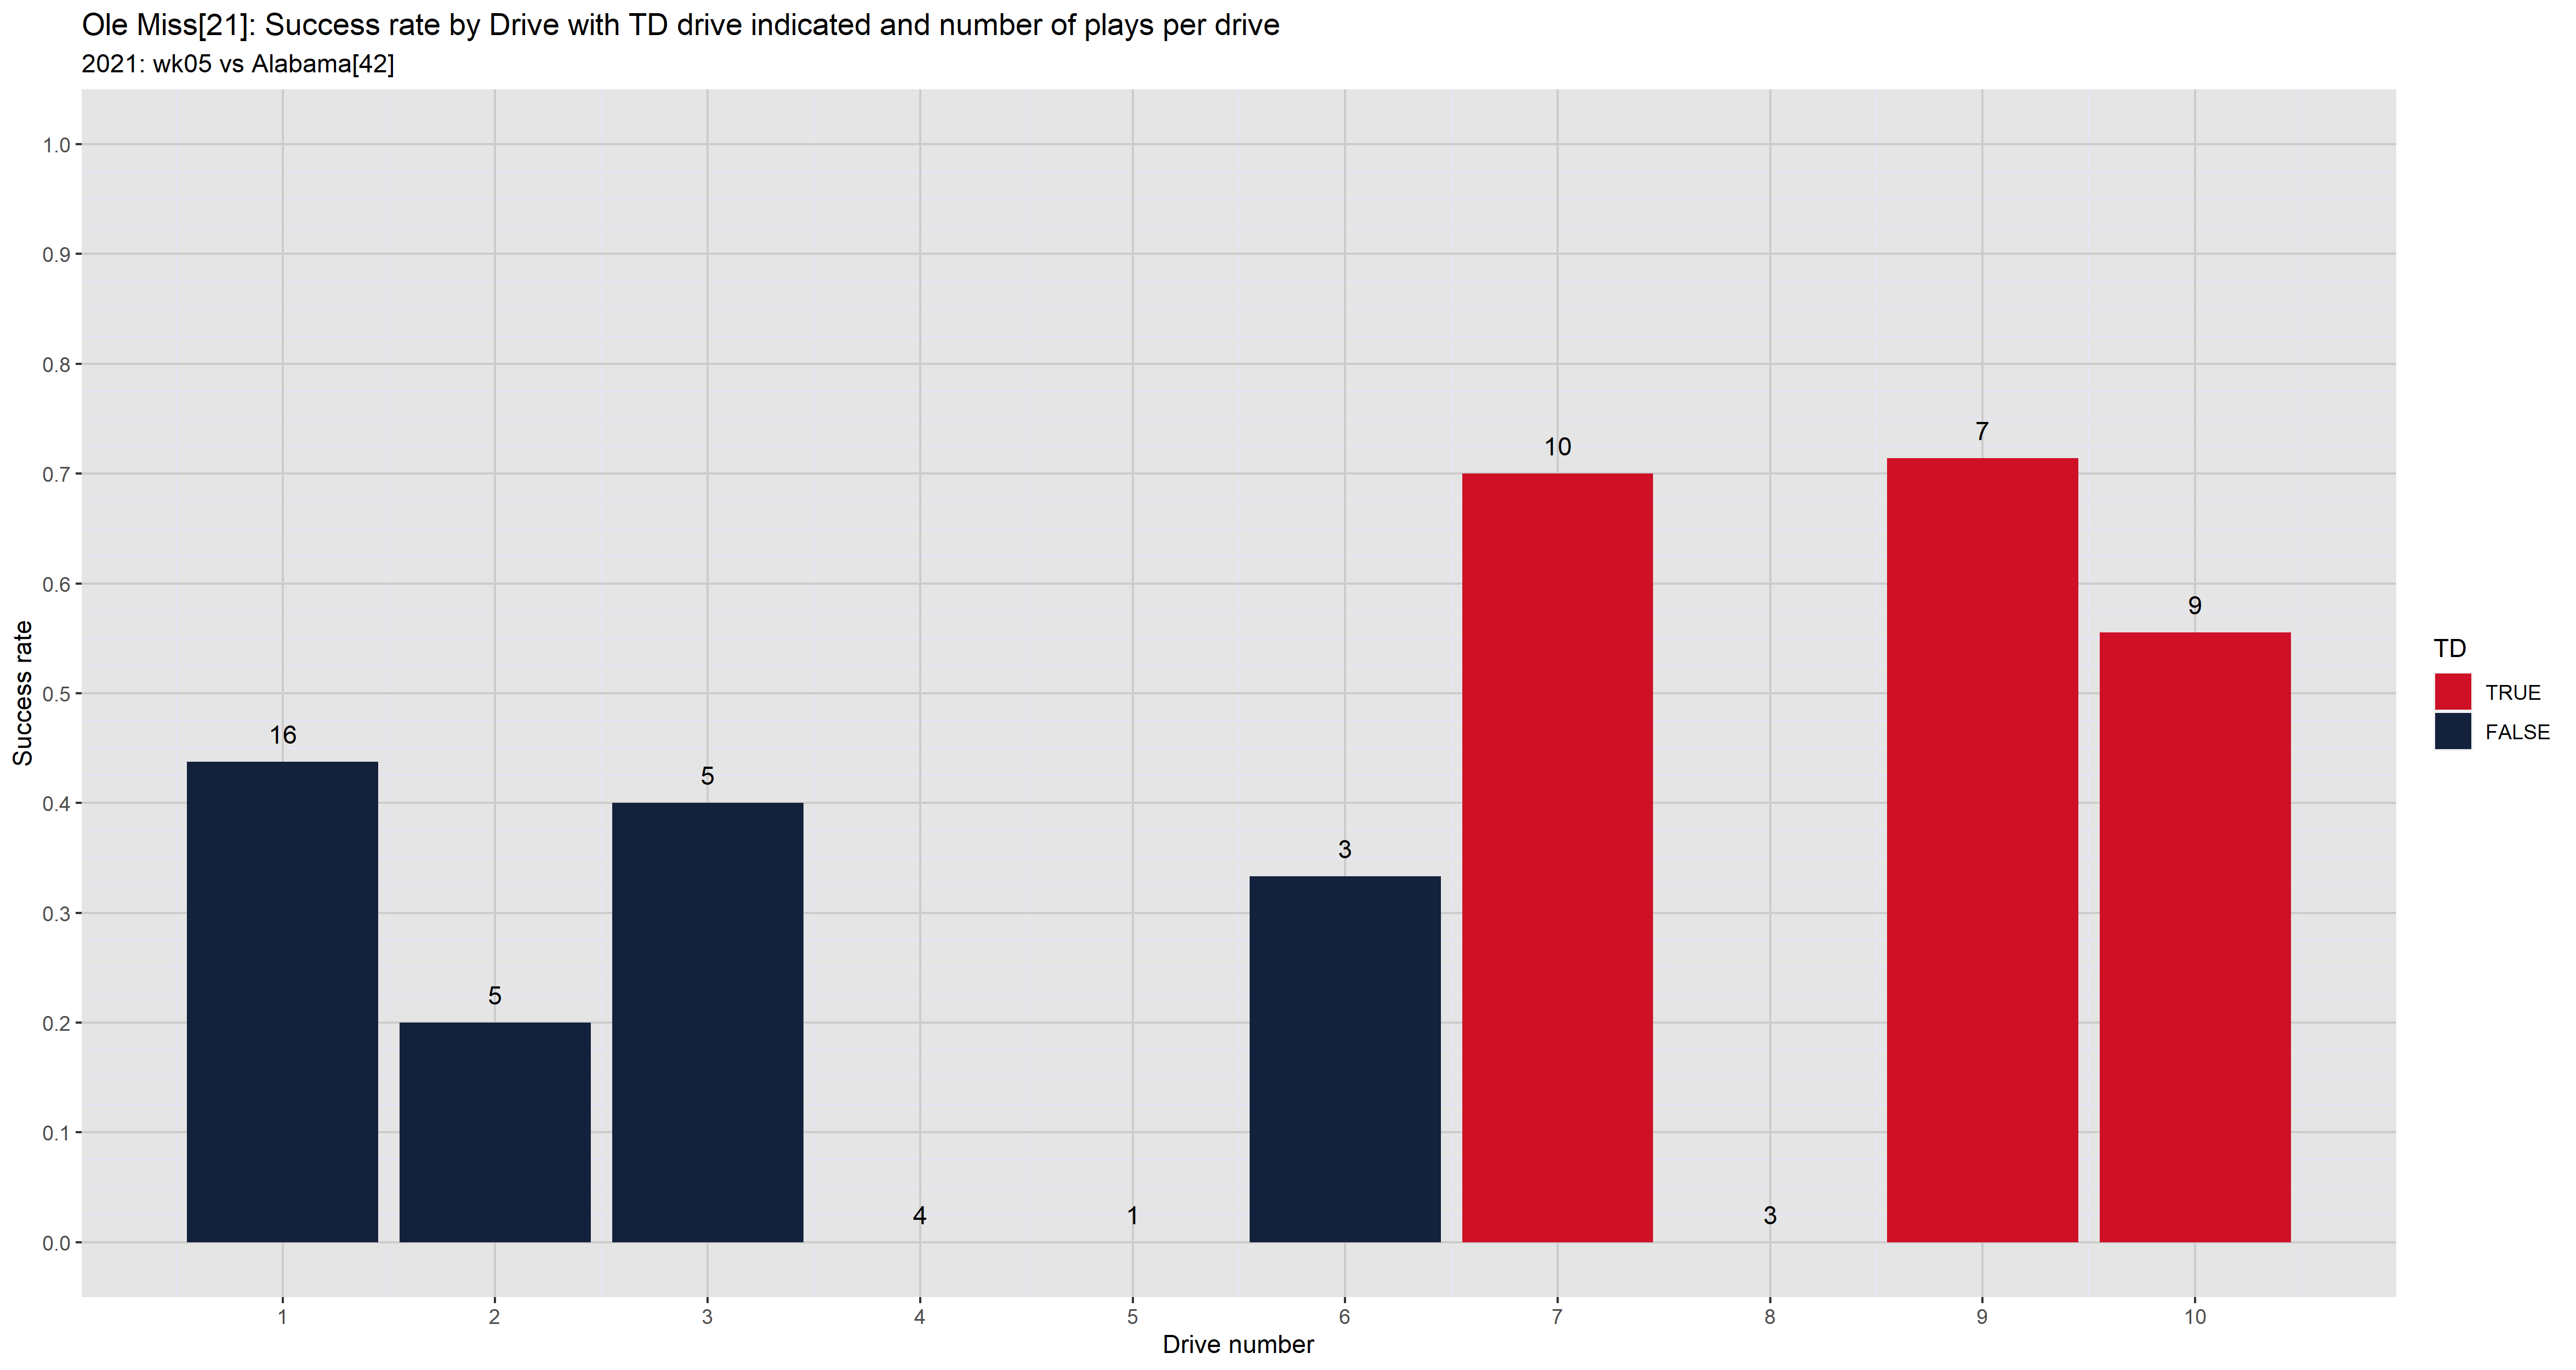 Ole Miss[21]: Success rate by Drive with TD drive indicated and number of plays per drive
2021: wk05 vs Alabama[42]
Success rate
1.0
0.9
0.8
0.7
0.6
0.5
0.4
0.3
0.2
0.1
0.0
16
5
5
4
1
3
10
3
7
9
1 2 3 4 5 6 7 8 9 10
Drive number
TD
TRUE
FALSE